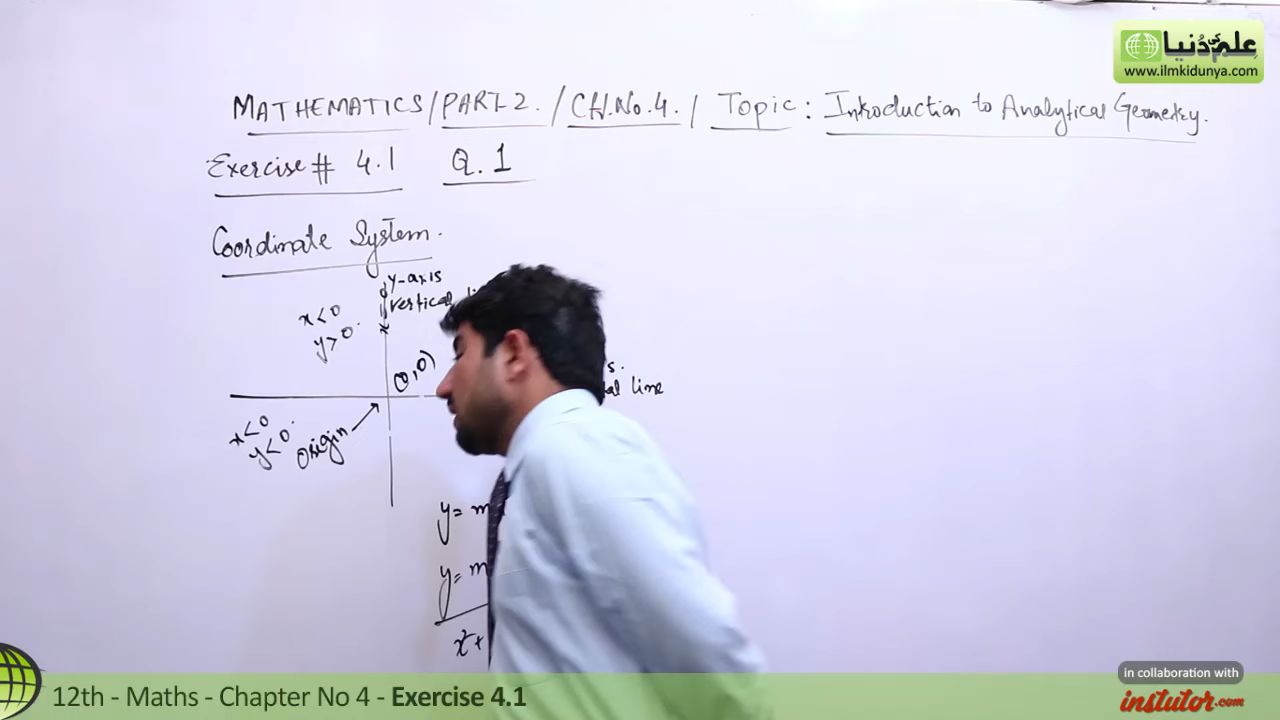 علم کی دُنیا
www.ilmkidunya.com
MATHEMATICS/PART-2. / CH.No.4. / Topic: Introduction to Analytical Geometry.
Exercise# 4.1 Q.1
Coordinate System.
y-axis
vertical
x<0
y>0
(0,0)
line
x<0
y<0
origin
y=
y=
x²+
in collaboration with
instutor.com
12th - Maths - Chapter No 4 - Exercise 4.1